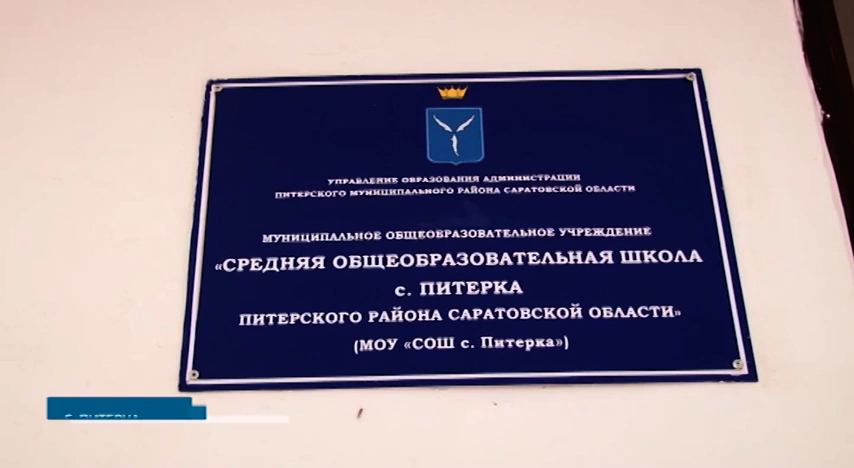 УПРАВЛЕНИЕ ОБРАЗОВАНИЯ АДМИНИСТРАЦИИ
ПИТЕРСКОГО МУНИЦИПАЛЬНОГО РАЙОНА САРАТОВСКОЙ ОБЛАСТИ
МУНИЦИПАЛЬНОЕ ОБЩЕОБРАЗОВАТЕЛЬНОЕ УЧРЕЖДЕНИЕ
«СРЕДНЯЯ ОБЩЕОБРАЗОВАТЕЛЬНАЯ ШКОЛА
с. ПИТЕРКА
ПИТЕРСКОГО РАЙОНА САРАТОВСКОЙ ОБЛАСТИ»
(МОУ «СОШ с. Питерка»)